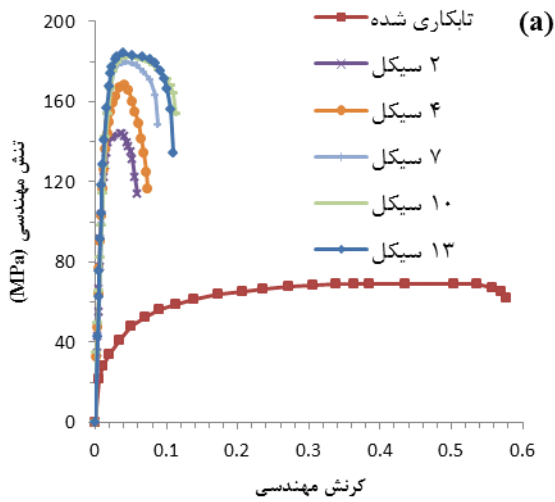 (a)
تابکاری شده
۲ سیکل
۴ سیکل
۷ سیکل
۱۰ سیکل
۱۳ سیکل
تنش مهندسی (MPa)
200
160
120
80
40
0
0
0.1
0.2
0.3
0.4
0.5
0.6
کرنش مهندسی